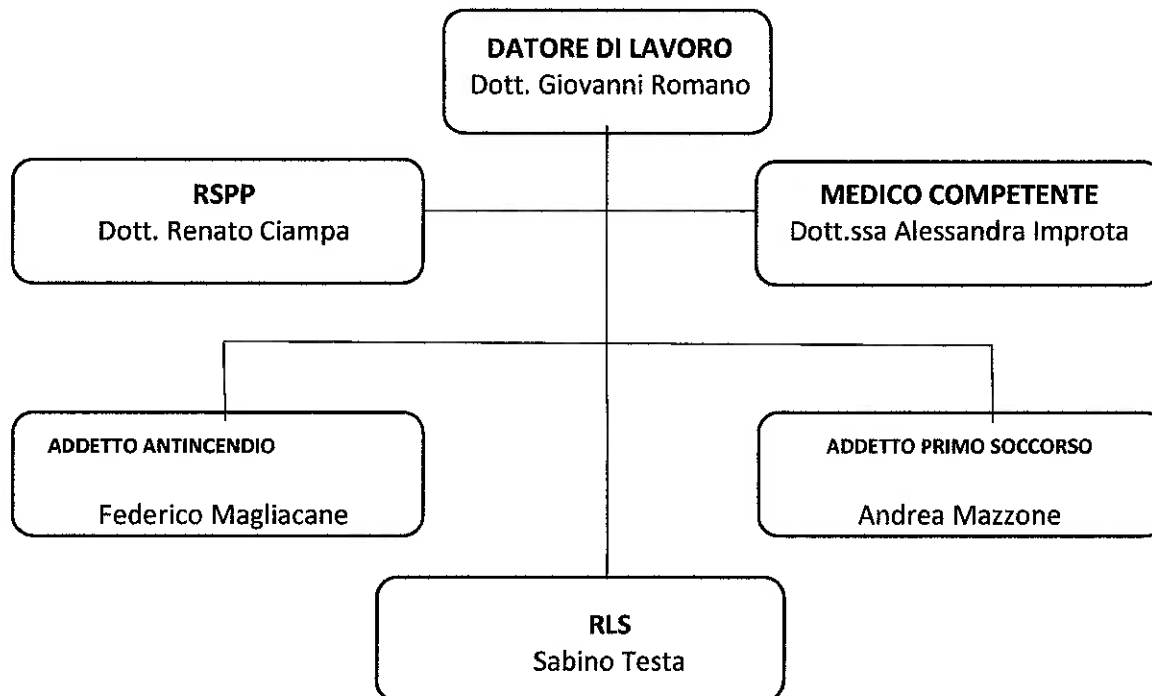 DATORE DI LAVORO
Dott. Giovanni Romano
RSPP
Dott. Renato Ciampa
MEDICO COMPETENTE
Dott.ssa Alessandra Improta
ADDETTO ANTINCENDIO
Federico Magliacane
ADDETTO PRIMO SOCCORSO
Andrea Mazzone
RLS
Sabino Testa